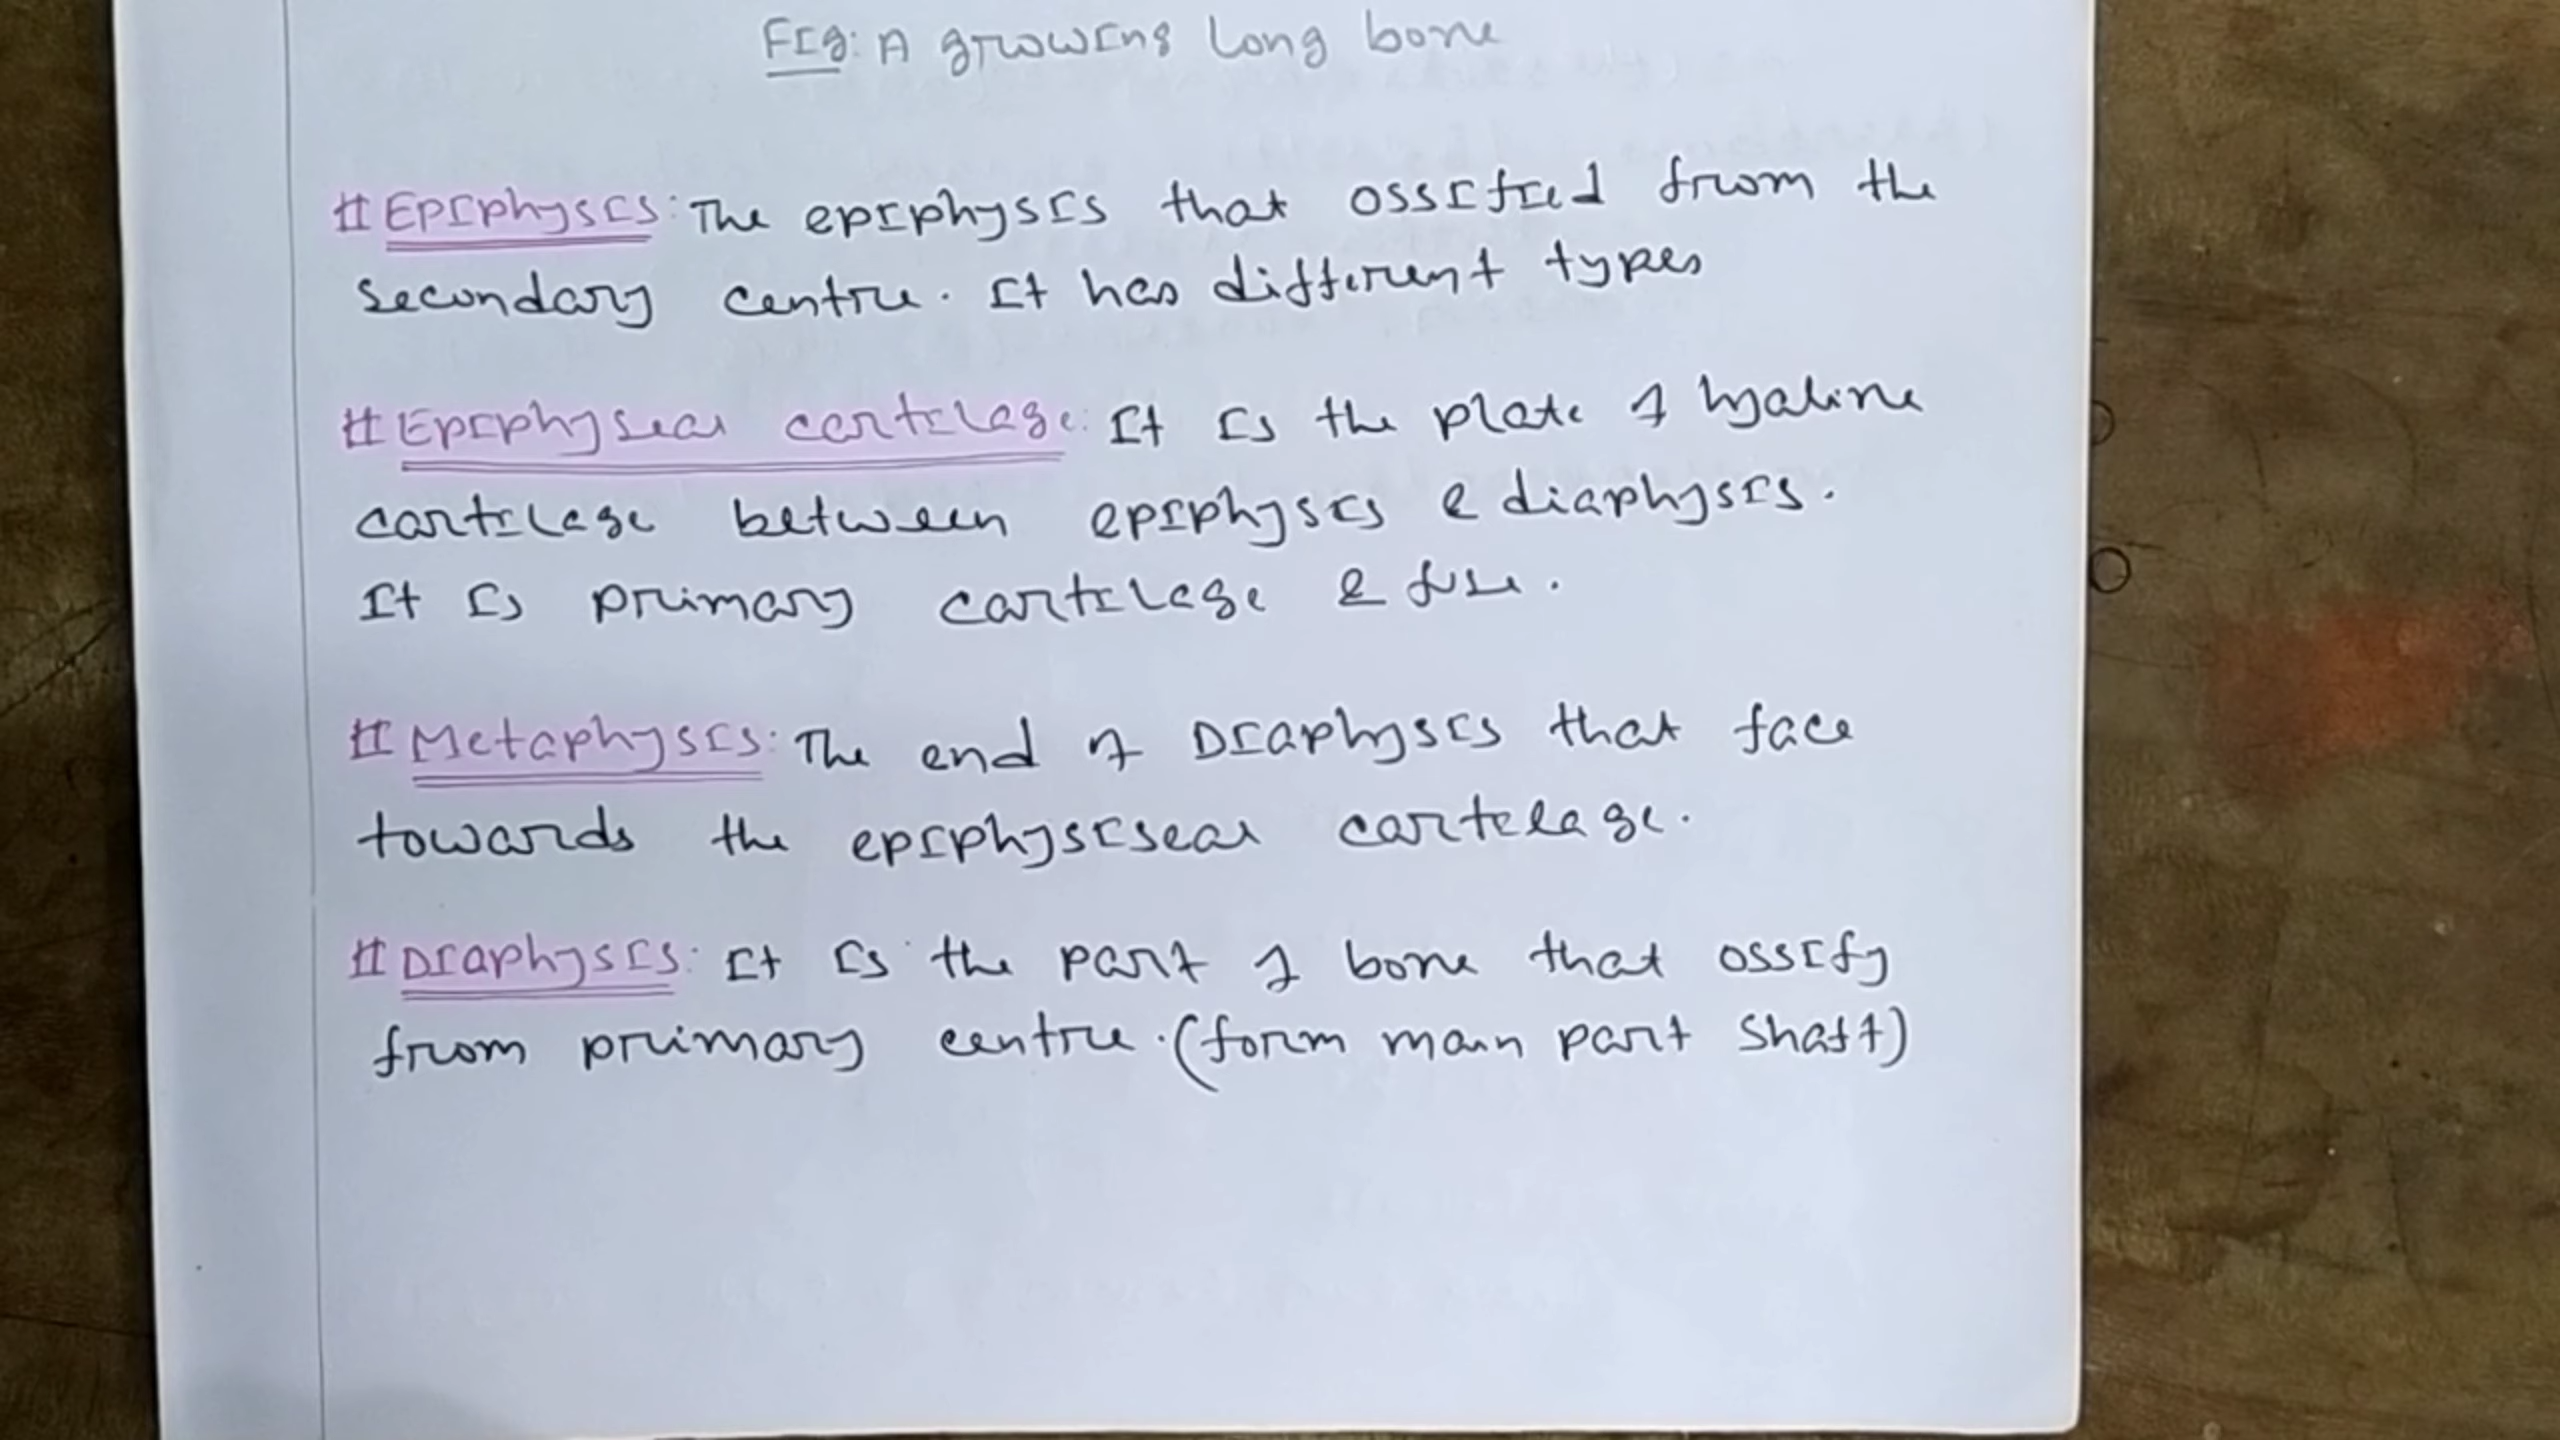 Fig: A growing long bone
# Epiphysis: The epiphysis that ossified from the
secondary centre. It has different types
# Epiphyseal cartilage: It is the plate of hyaline
cartilage between epiphysis & diaphysis.
It is primary cartilage & fuse.
# Metaphysis: The end of Diaphysis that face
towards the epiphysiseal cartilage.
# Diaphysis: It is the part of bone that ossify
from primary centre. (form main part shaft)